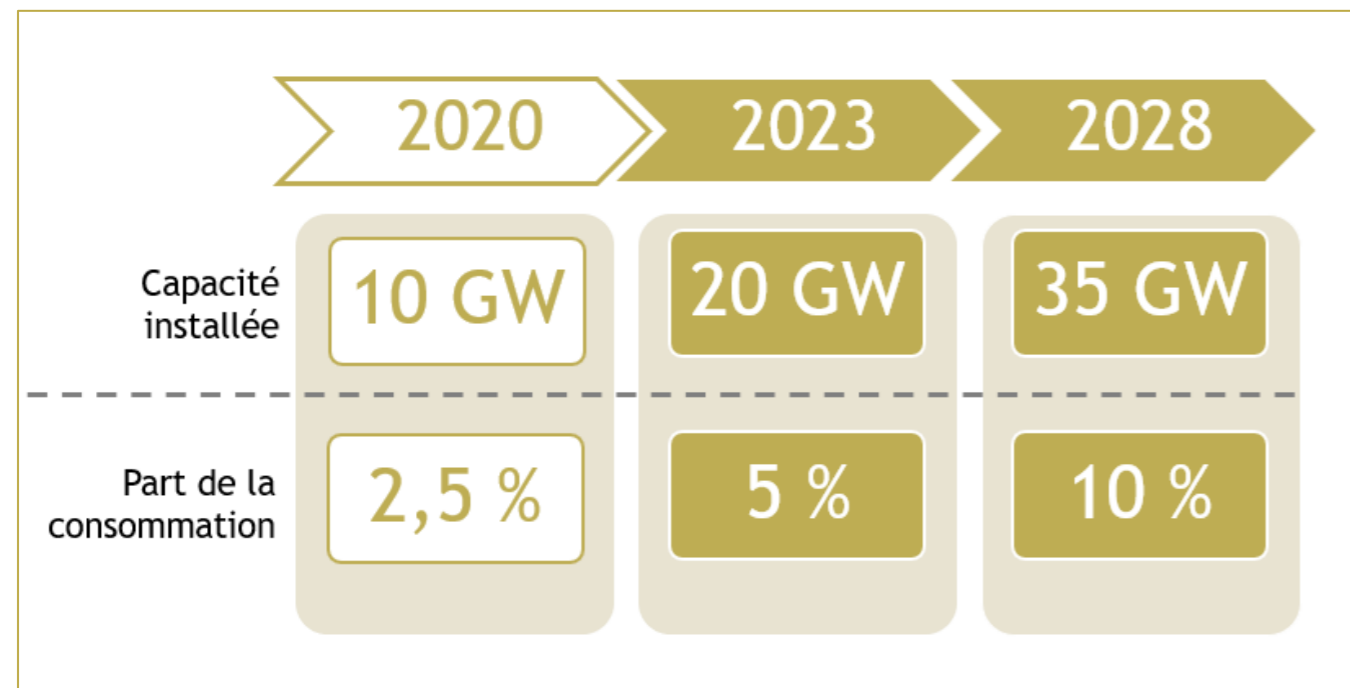 2020 2023 2028
Capacité
installée
10 GW 20 GW 35 GW
Part de la
consommation
2,5 % 5 % 10 %